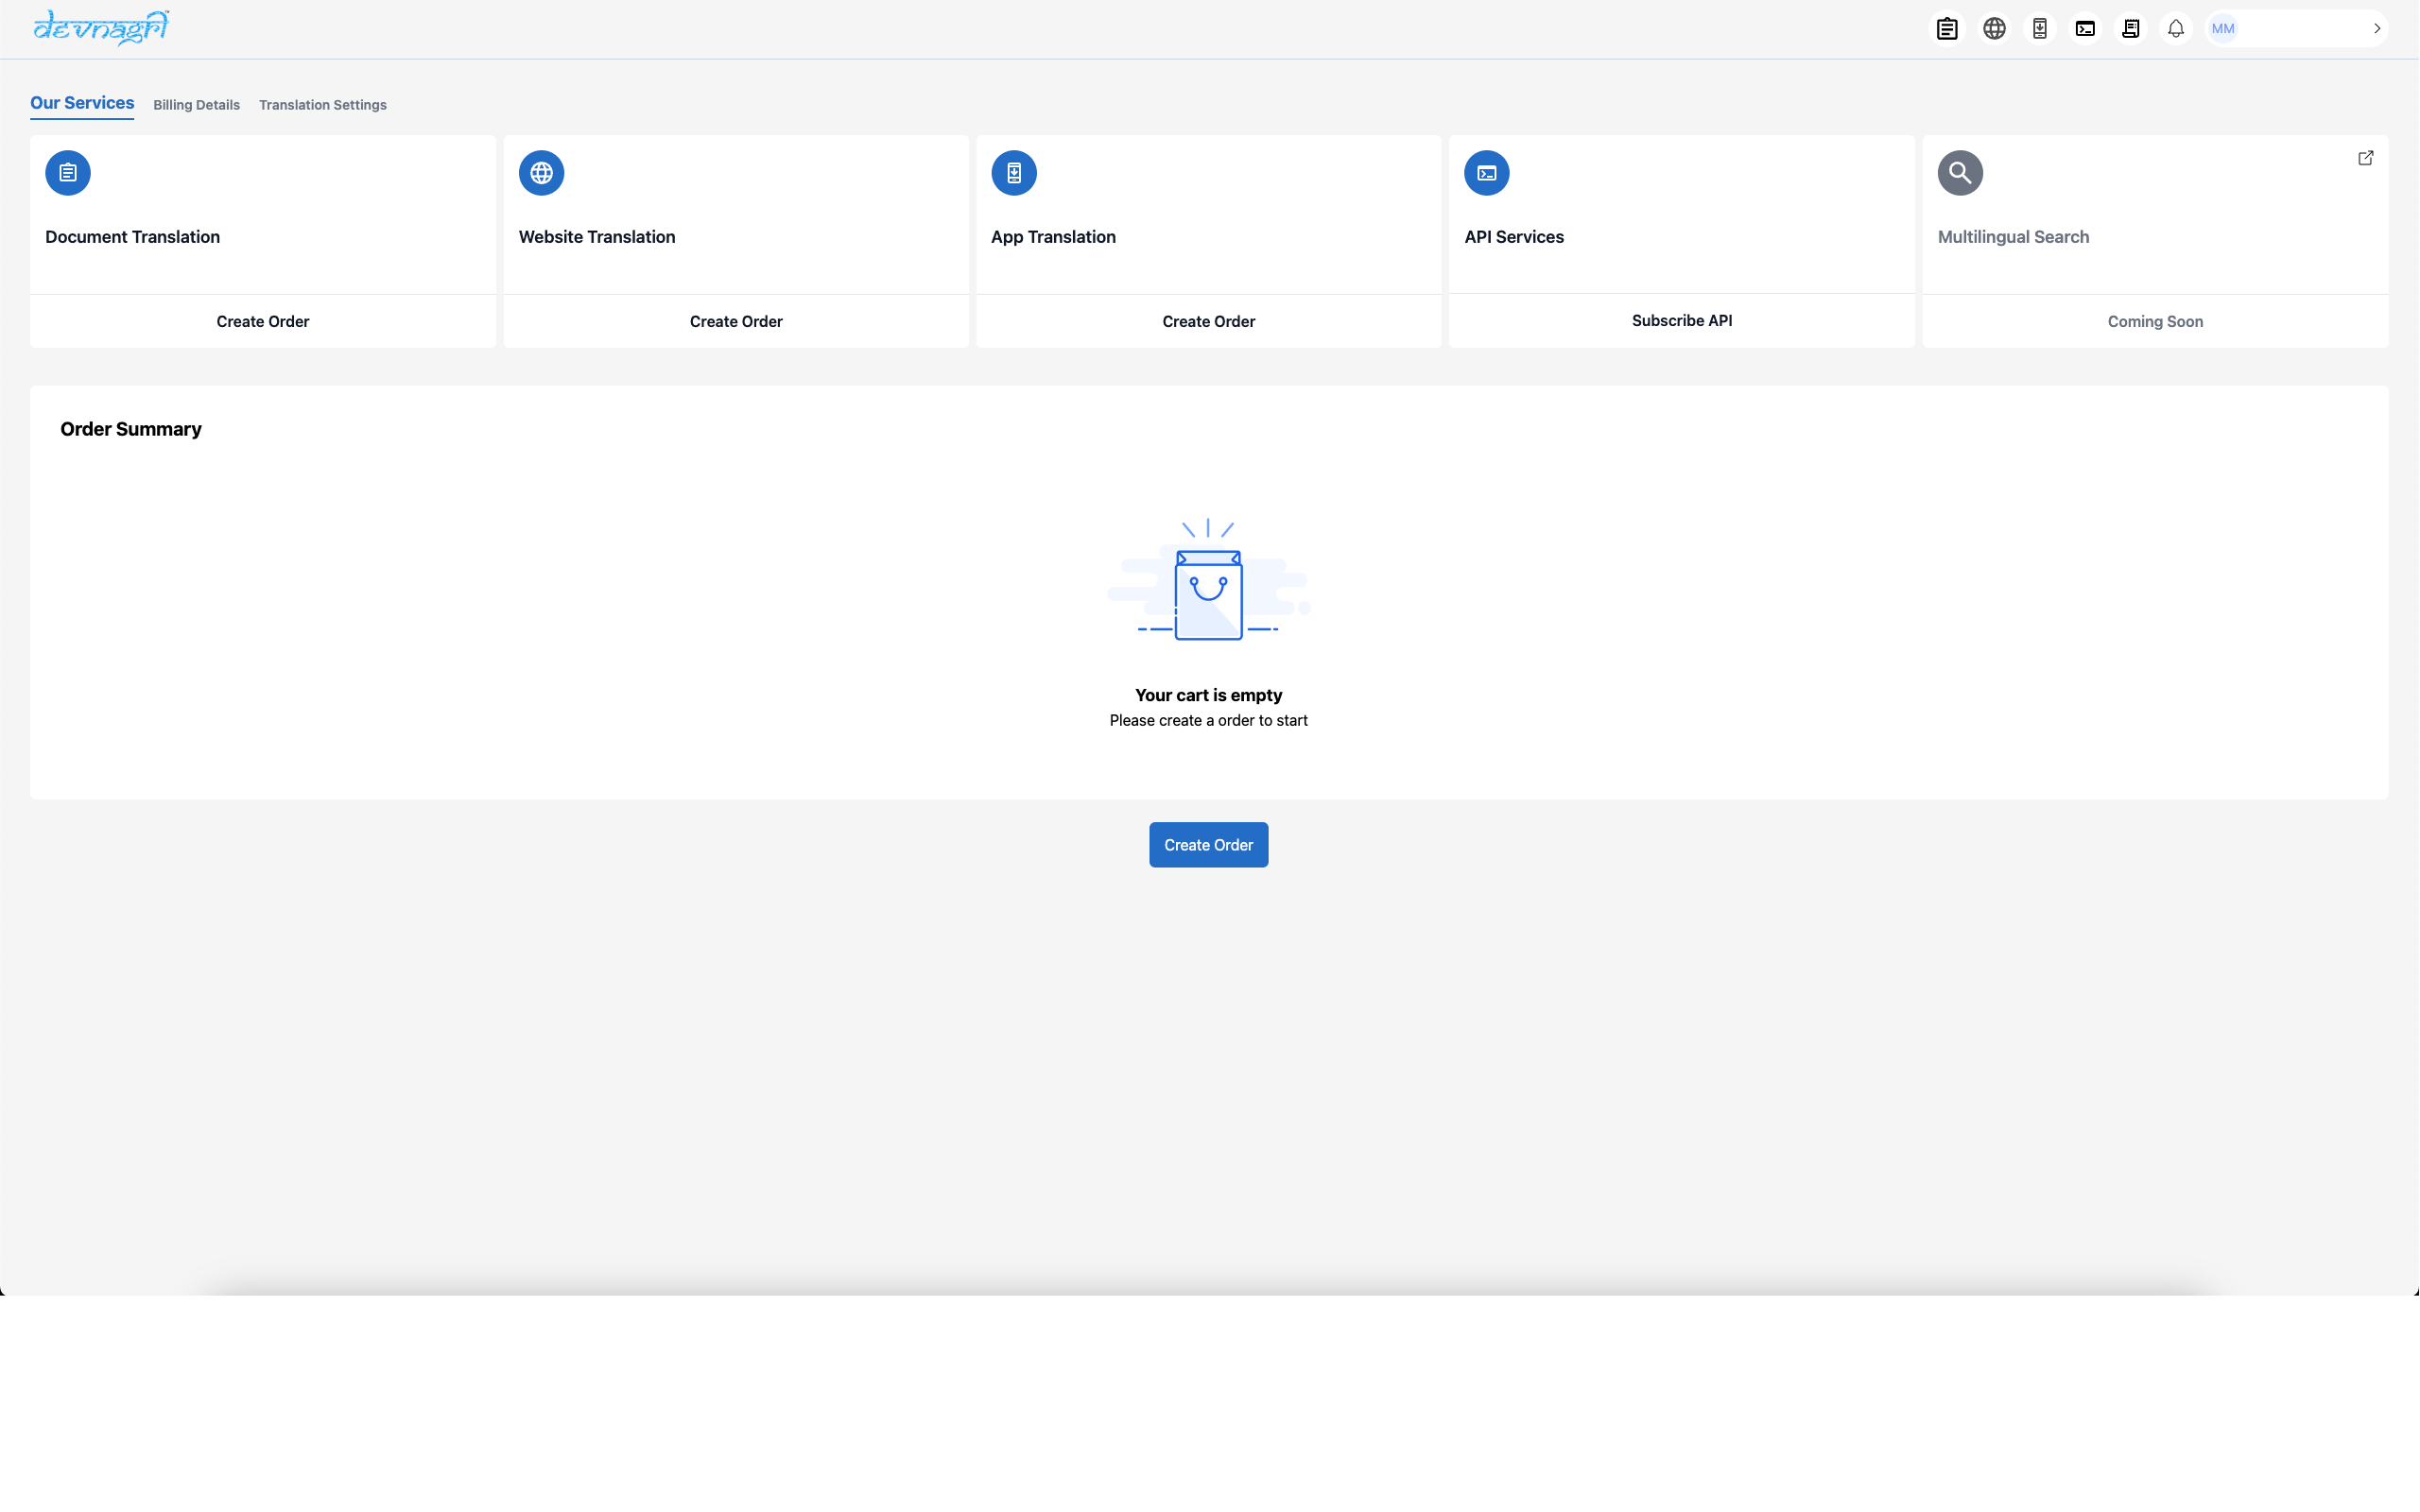 devnagri™
MM
Our Services Billing Details Translation Settings
Document Translation
Website Translation
App Translation
API Services
Multilingual Search
Create Order
Create Order
Create Order
Subscribe API
Coming Soon
Order Summary
Your cart is empty
Please create a order to start
Create Order